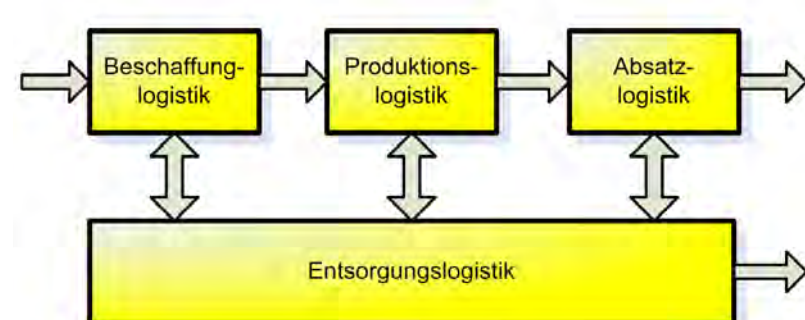 Beschaffung-
logistik
Produktions-
logistik
Absatz-
logistik
Entsorgungslogistik